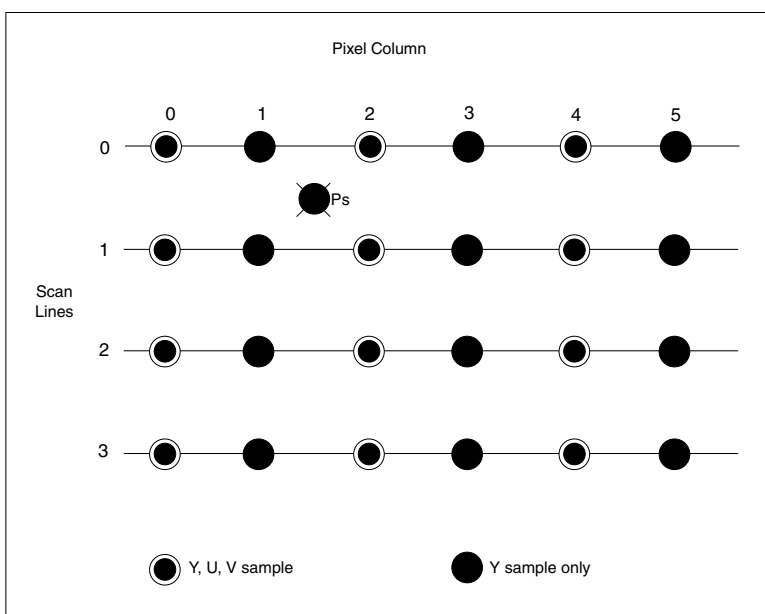 Pixel Column
0 1 2 3 4 5
0
Ps
1
Scan
Lines
2
3
Y, U, V sample
Y sample only